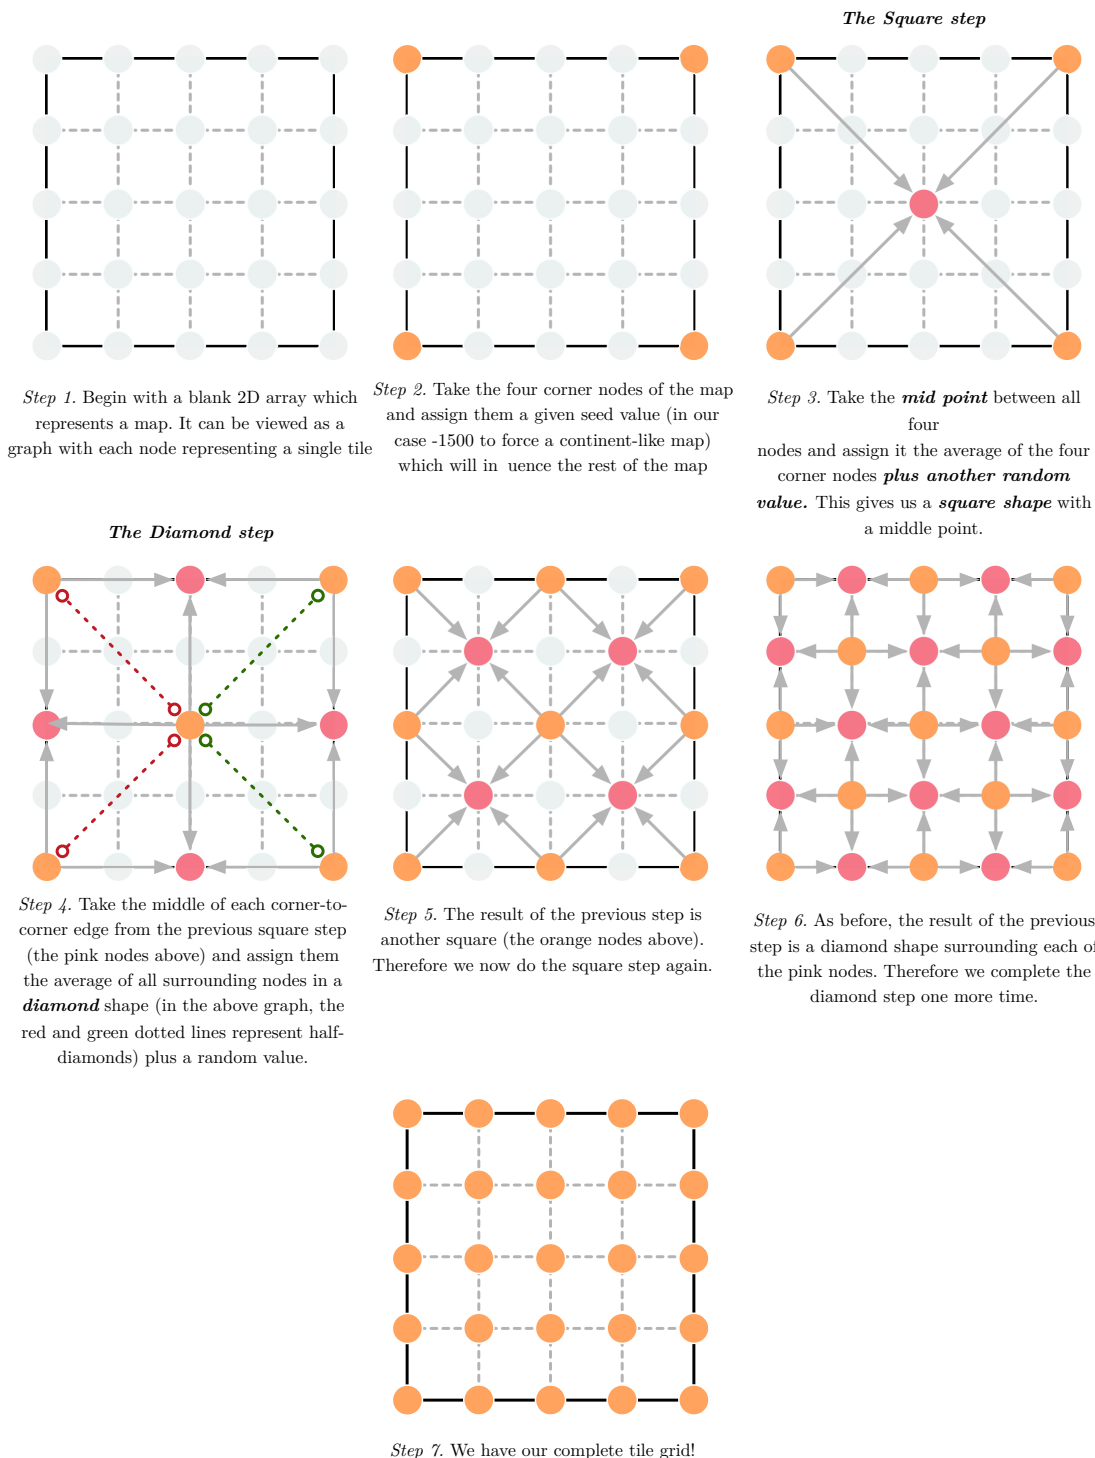 The Square step
Step 1. Begin with a blank 2D array which
represents a map. It can be viewed as a
graph with each node representing a single tile
Step 2. Take the four corner nodes of the map
and assign them a given seed value (in our
case -1500 to force a continent-like map)
which will in uence the rest of the map
Step 3. Take the mid point between all
four
nodes and assign it the average of the four
corner nodes plus another random
value. This gives us a square shape with
a middle point.
The Diamond step
Step 4. Take the middle of each corner-to-
corner edge from the previous square step
(the pink nodes above) and assign them
the average of all surrounding nodes in a
diamond shape (in the above graph, the
red and green dotted lines represent half-
diamonds) plus a random value.
Step 5. The result of the previous step is
another square (the orange nodes above).
Therefore we now do the square step again.
Step 6. As before, the result of the previous
step is a diamond shape surrounding each of
the pink nodes. Therefore we complete the
diamond step one more time.
Step 7. We have our complete tile grid!